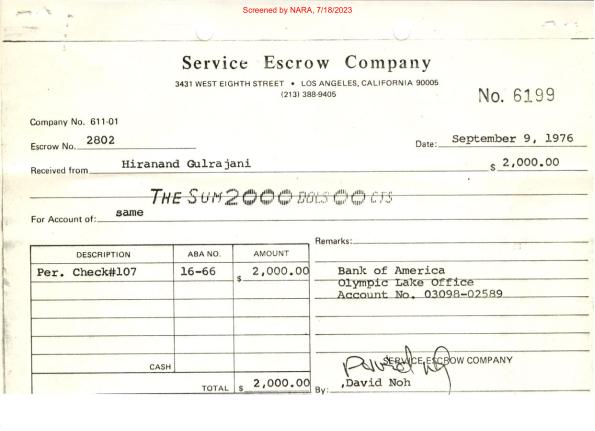 Screened by NARA, 7/18/2023
Service Escrow Company
3431 WEST EIGHTH STREET • LOS ANGELES, CALIFORNIA 90005
(213) 388-9405
No. 6199
Company No. 611-01
Escrow No. 2802
Date: September 9, 1976
Received from Hiranand Gulrajani $ 2,000.00
THE SUM 2000 DOLS 00 CTS
For Account of: same
Remarks:
DESCRIPTION ABA NO. AMOUNT
Per. Check#107 16-66 $ 2,000.00
Bank of America
Olympic Lake Office
Account No. 03098-02589
CASH
SERVICE ESCROW COMPANY
TOTAL $ 2,000.00
By: ,David Noh